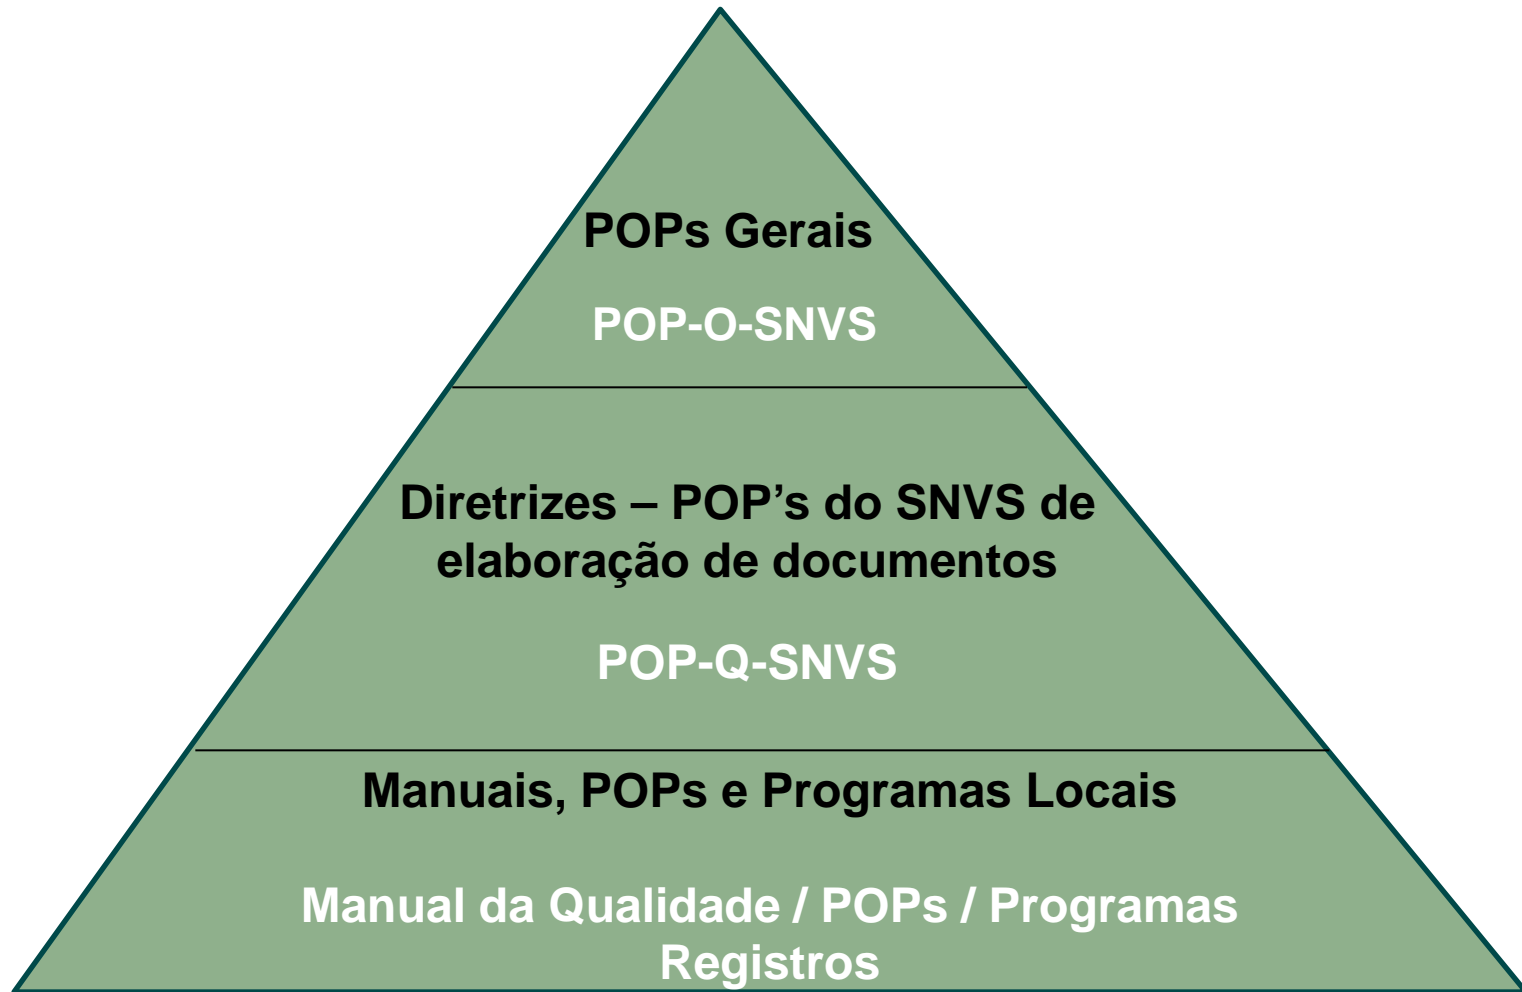 POPs Gerais
POP-O-SNVS
Diretrizes – POP’s do SNVS de
elaboração de documentos
POP-Q-SNVS
Manuais, POPs e Programas Locais
Manual da Qualidade / POPs / Programas
Registros